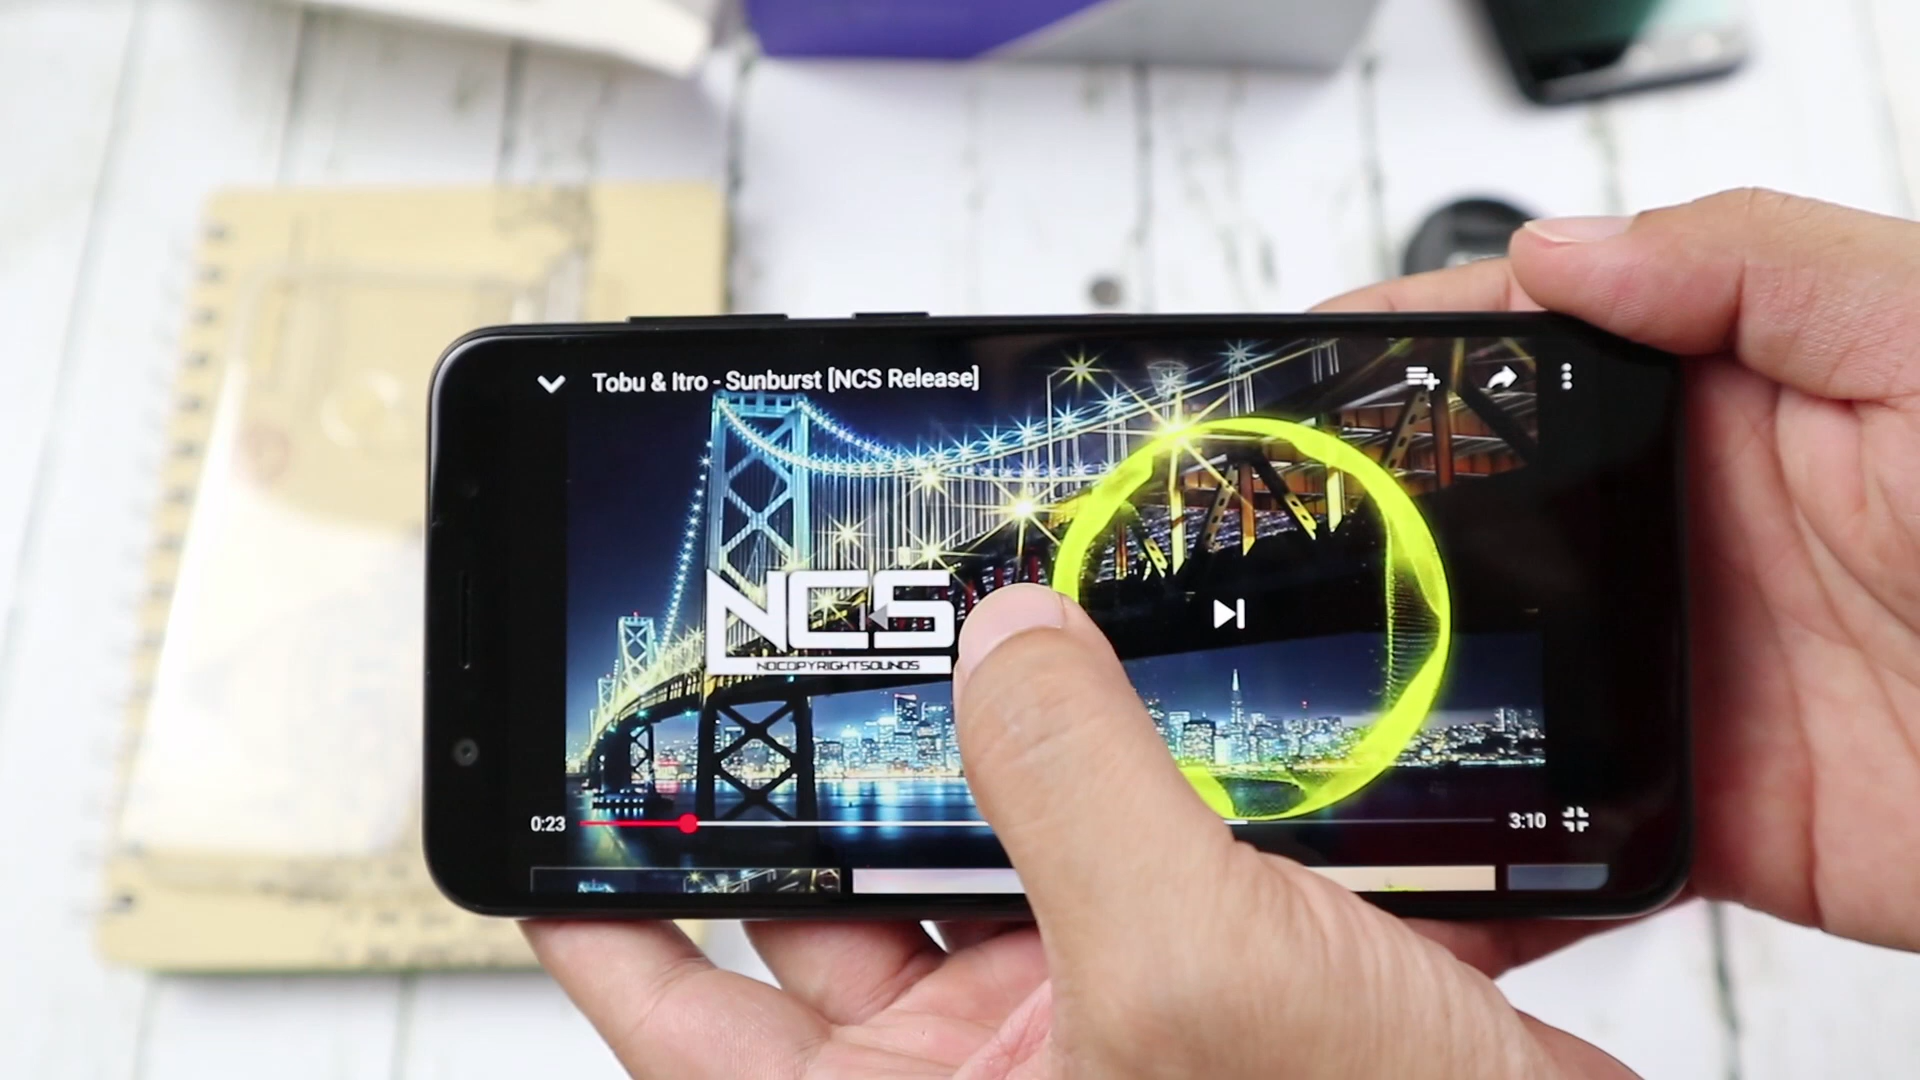 Tobu & Itro - Sunburst [NCS Release]
NCS
NOCOPYRIGHTSOUNDS
0:23
3:10